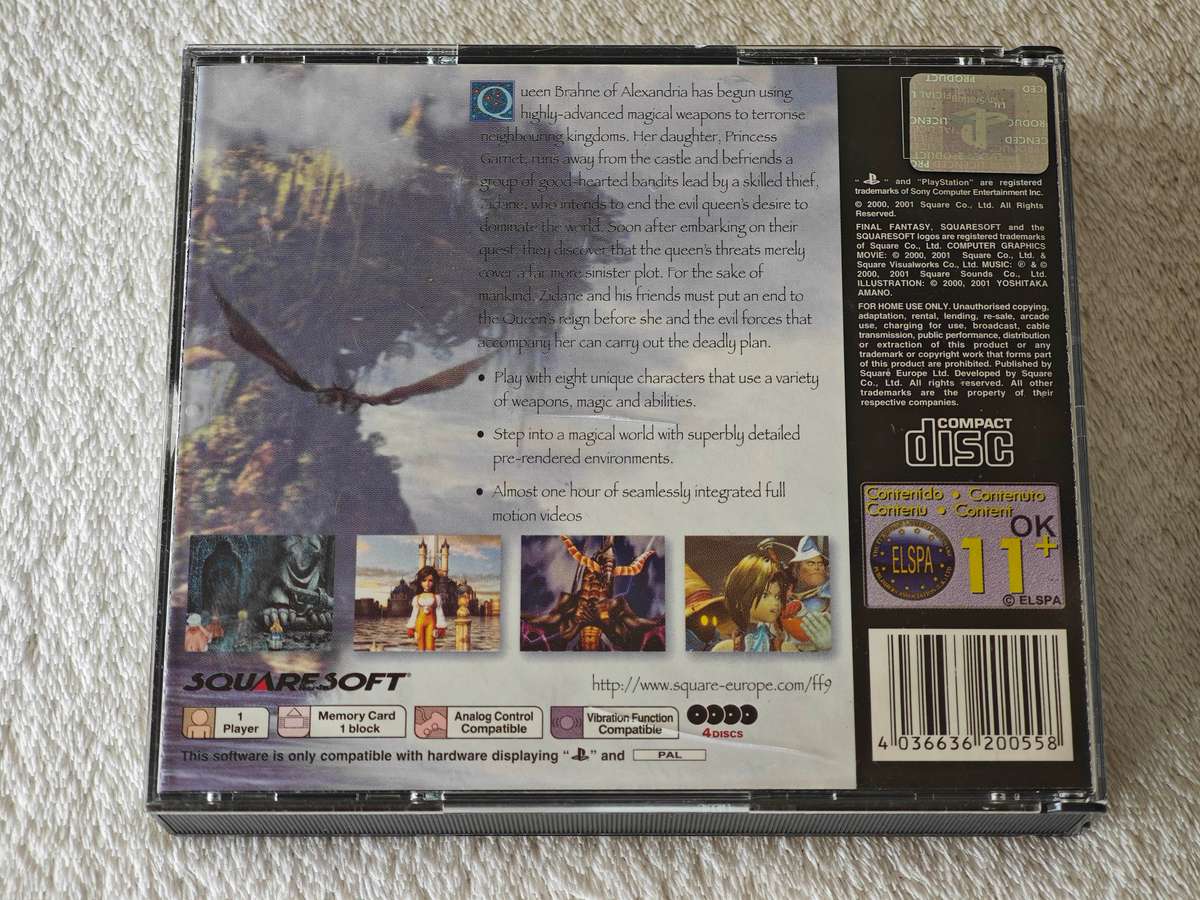 Queen Brahne of Alexandria has begun using
highly-advanced magical weapons to terrorise
neighbouring kingdoms. Her daughter, Princess
Garnet, runs away from the castle and befriends a
group of good-hearted bandits lead by a skilled thief,
Zidane, who intends to end the evil queen's desire to
dominate the world. Soon after embarking on their
quest, they discover that the queen's threats merely
cover a far more sinister plot. For the sake of
mankind, Zidane and his friends must put an end to
the Queen's reign before she and the evil forces that
accompany her can carry out the deadly plan.
• Play with eight unique characters that use a variety
of weapons, magic and abilities.
• Step into a magical world with superbly detailed
pre-rendered environments.
• Almost one hour of seamlessly integrated full
motion videos
SQUARESOFT
http://www.square-europe.com/ff9
1
Player
Memory Card
1 block
Analog Control
Compatible
Vibration Function
Compatible
4 DISCS
This software is only compatible with hardware displaying " " and PAL
" " and "PlayStation" are registered
trademarks of Sony Computer Entertainment Inc.
© 2000, 2001 Square Co., Ltd. All Rights
Reserved.
FINAL FANTASY, SQUARESOFT and the
SQUARESOFT logos are registered trademarks
of Square Co., Ltd. COMPUTER GRAPHICS
MOVIE: © 2000, 2001 Square Co., Ltd. &
Square Visualworks Co., Ltd. MUSIC: ℗ & ©
2000, 2001 Square Sounds Co., Ltd.
ILLUSTRATION: © 2000, 2001 YOSHITAKA
AMANO.
FOR HOME USE ONLY. Unauthorised copying,
adaptation, rental, lending, re-sale, arcade
use, charging for use, broadcast, cable
transmission, public performance, distribution
or extraction of this product or any
trademark or copyright work that forms part
of this product are prohibited. Published by
Square Europe Ltd. Developed by Square
Co., Ltd. All rights reserved. All other
trademarks are the property of their
respective companies.
COMPACT
disc
Contenido • Contenuto
Contenu • Content
OK
ELSPA
11+
© ELSPA
4 036636 200558